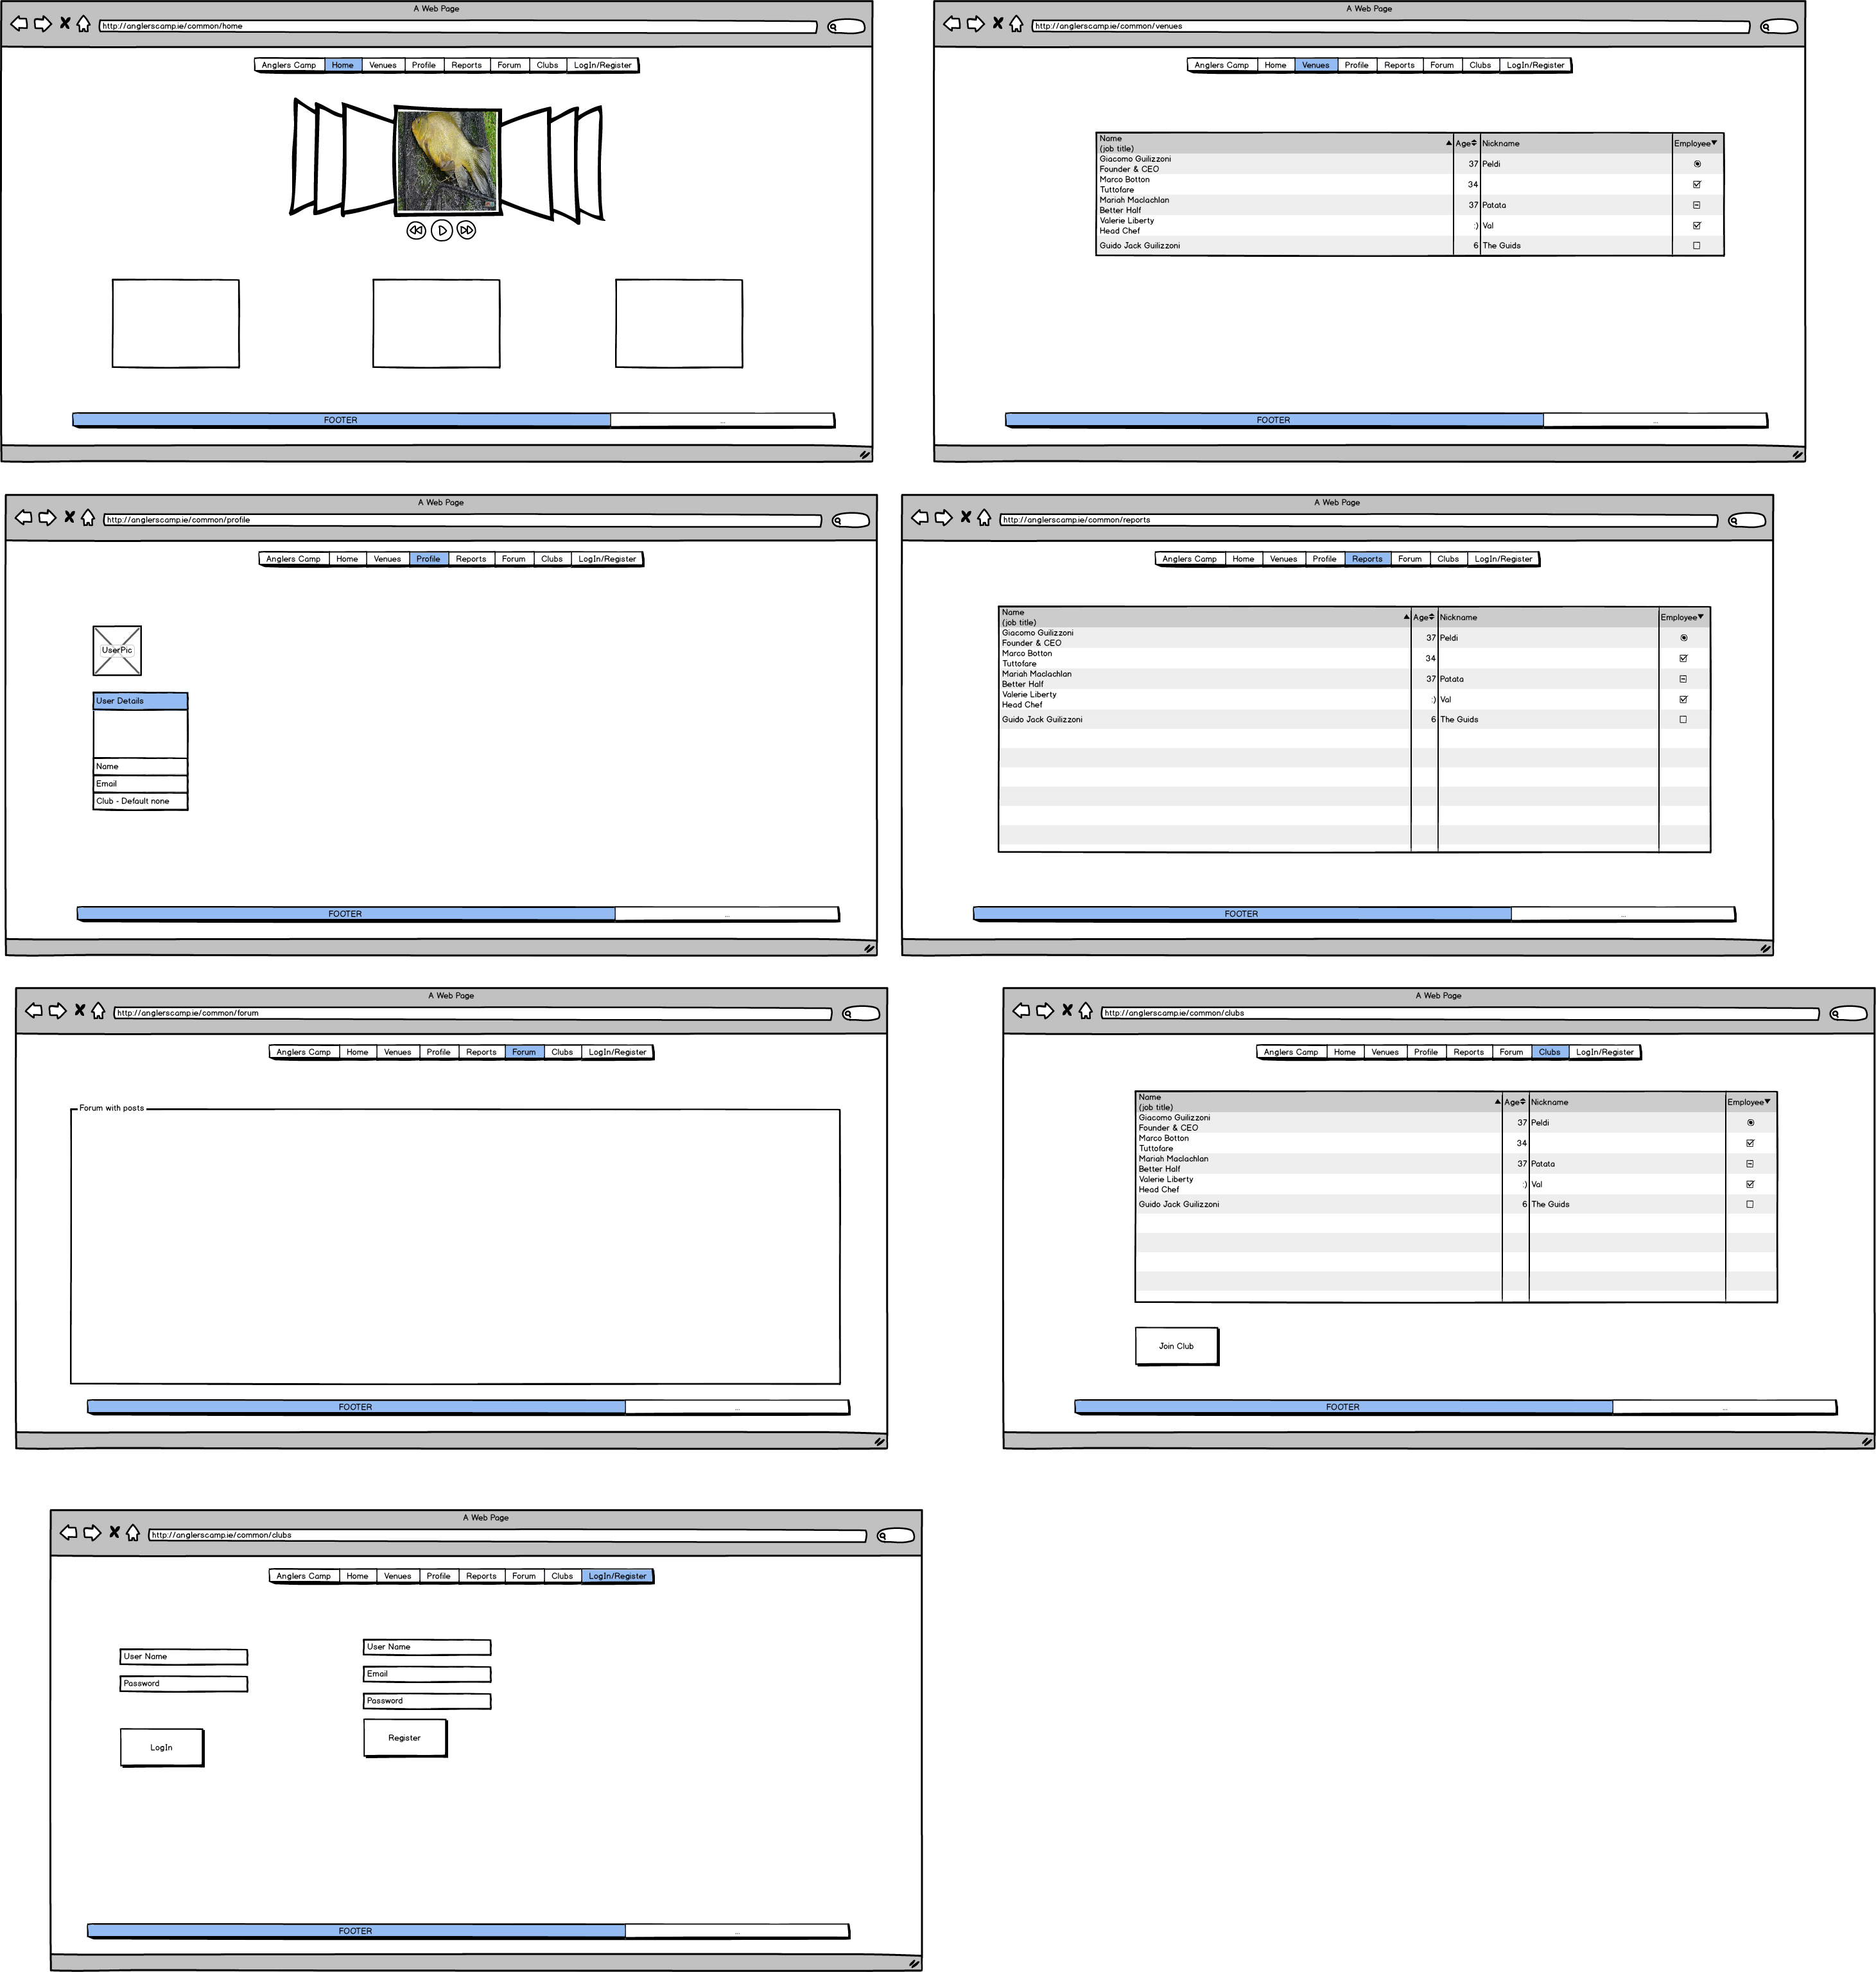 A Web Page
http://anglerscamp.ie/common/home
Anglers Camp Home Venues Profile Reports Forum Clubs LogIn/Register
FOOTER ...
A Web Page
http://anglerscamp.ie/common/venues
Anglers Camp Home Venues Profile Reports Forum Clubs LogIn/Register
Name
(job title) Age Nickname Employee
Giacomo Guilizzoni
Founder & CEO 37 Peldi
Marco Botton
Tuttofare 34
Mariah Maclachlan
Better Half 37 Patata
Valerie Liberty
Head Chef :) Val
Guido Jack Guilizzoni 6 The Guids
FOOTER ...
A Web Page
http://anglerscamp.ie/common/profile
Anglers Camp Home Venues Profile Reports Forum Clubs LogIn/Register
UserPic
User Details
Name
Email
Club - Default none
FOOTER ...
A Web Page
http://anglerscamp.ie/common/reports
Anglers Camp Home Venues Profile Reports Forum Clubs LogIn/Register
Name
(job title) Age Nickname Employee
Giacomo Guilizzoni
Founder & CEO 37 Peldi
Marco Botton
Tuttofare 34
Mariah Maclachlan
Better Half 37 Patata
Valerie Liberty
Head Chef :) Val
Guido Jack Guilizzoni 6 The Guids
FOOTER ...
A Web Page
http://anglerscamp.ie/common/forum
Anglers Camp Home Venues Profile Reports Forum Clubs LogIn/Register
Forum with posts
FOOTER ...
A Web Page
http://anglerscamp.ie/common/clubs
Anglers Camp Home Venues Profile Reports Forum Clubs LogIn/Register
Name
(job title) Age Nickname Employee
Giacomo Guilizzoni
Founder & CEO 37 Peldi
Marco Botton
Tuttofare 34
Mariah Maclachlan
Better Half 37 Patata
Valerie Liberty
Head Chef :) Val
Guido Jack Guilizzoni 6 The Guids
Join Club
FOOTER ...
A Web Page
http://anglerscamp.ie/common/clubs
Anglers Camp Home Venues Profile Reports Forum Clubs LogIn/Register
User Name
Password
LogIn
User Name
Email
Password
Register
FOOTER ...